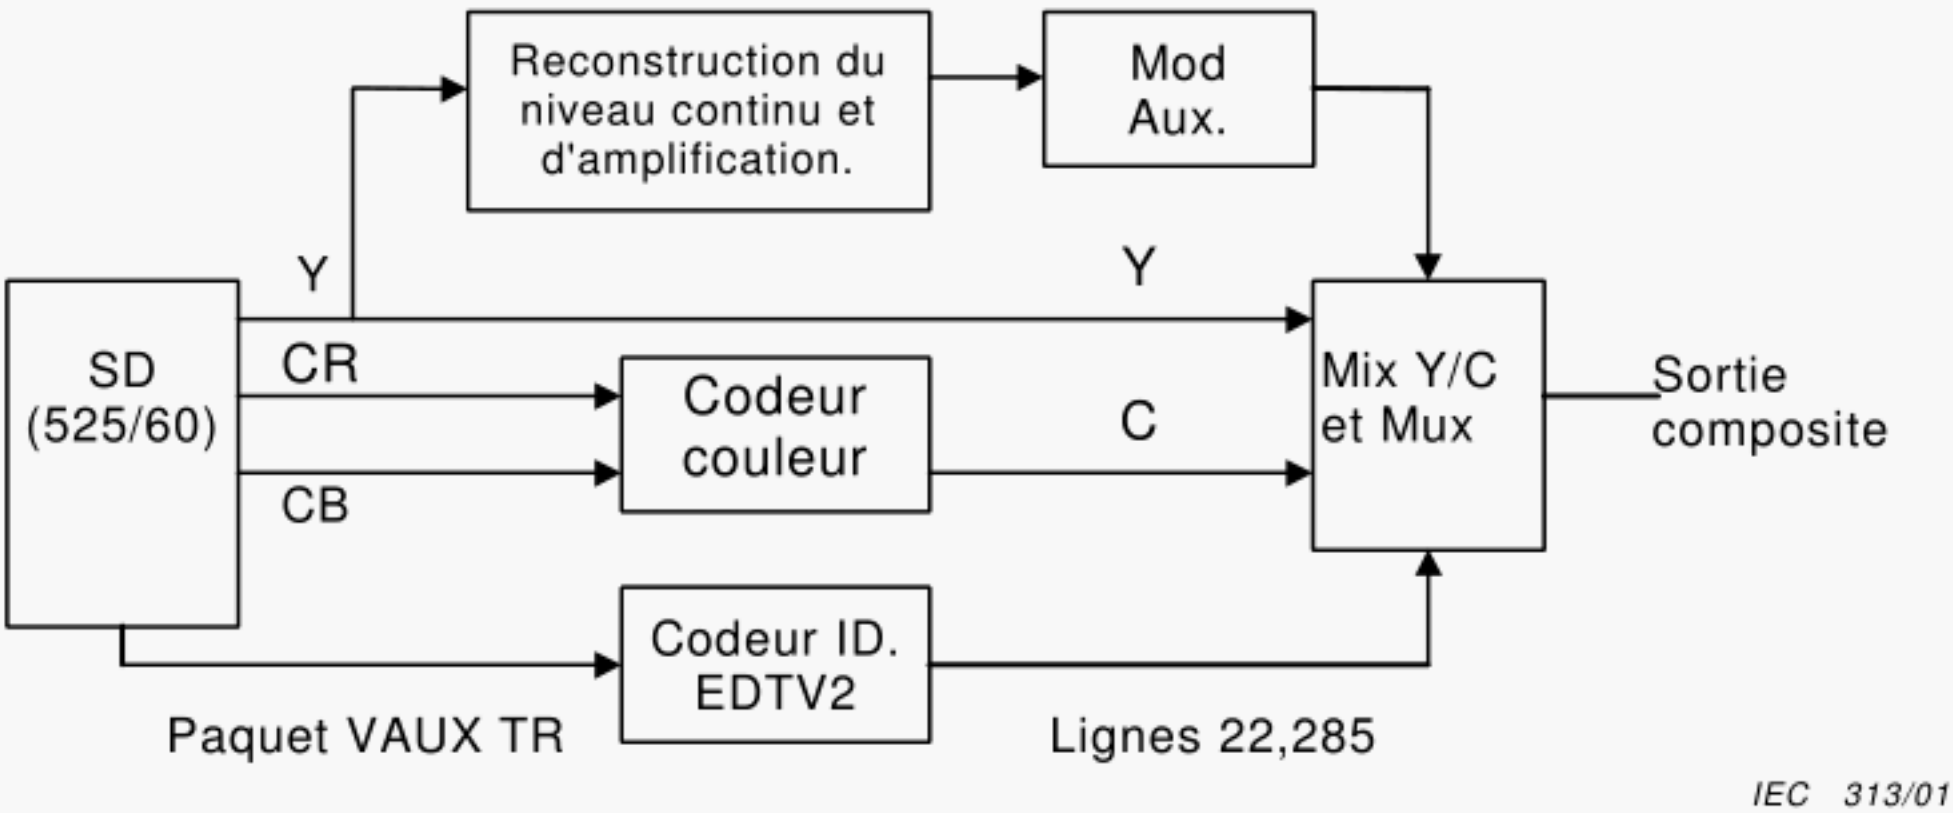 Reconstruction du
niveau continu et
d'amplification.
Mod
Aux.
Y
Y
SD
(525/60)
CR
Codeur
couleur
C
Mix Y/C
et Mux
Sortie
composite
CB
Codeur ID.
EDTV2
Paquet VAUX TR
Lignes 22,285
IEC 313/01